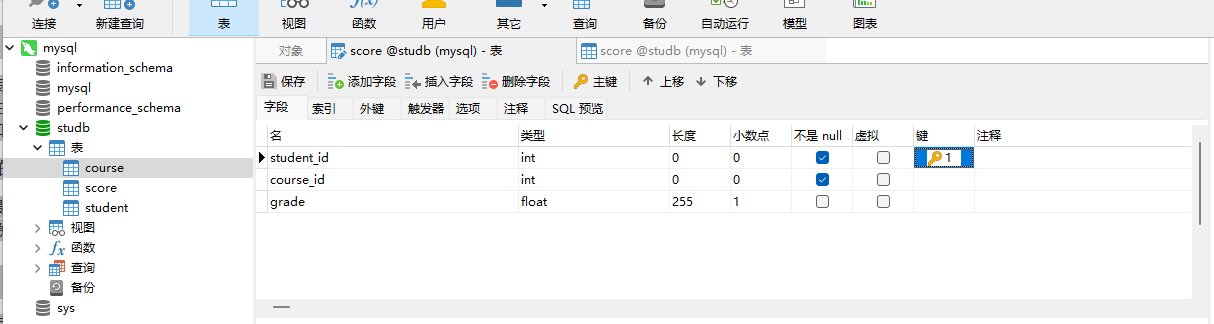 连接 新建查询 表 视图 函数 用户 其它 查询 备份 自动运行 模型 图表
mysql
information_schema
mysql
performance_schema
studb
表
course
score
student
视图
函数
查询
备份
sys
对象 score @studb (mysql) - 表 score @studb (mysql) - 表
保存 添加字段 插入字段 删除字段 主键 上移 下移
字段 索引 外键 触发器 选项 注释 SQL 预览
名 类型 长度 小数点 不是 null 虚拟 键 注释
student_id int 0 0 1
course_id int 0 0
grade float 255 1